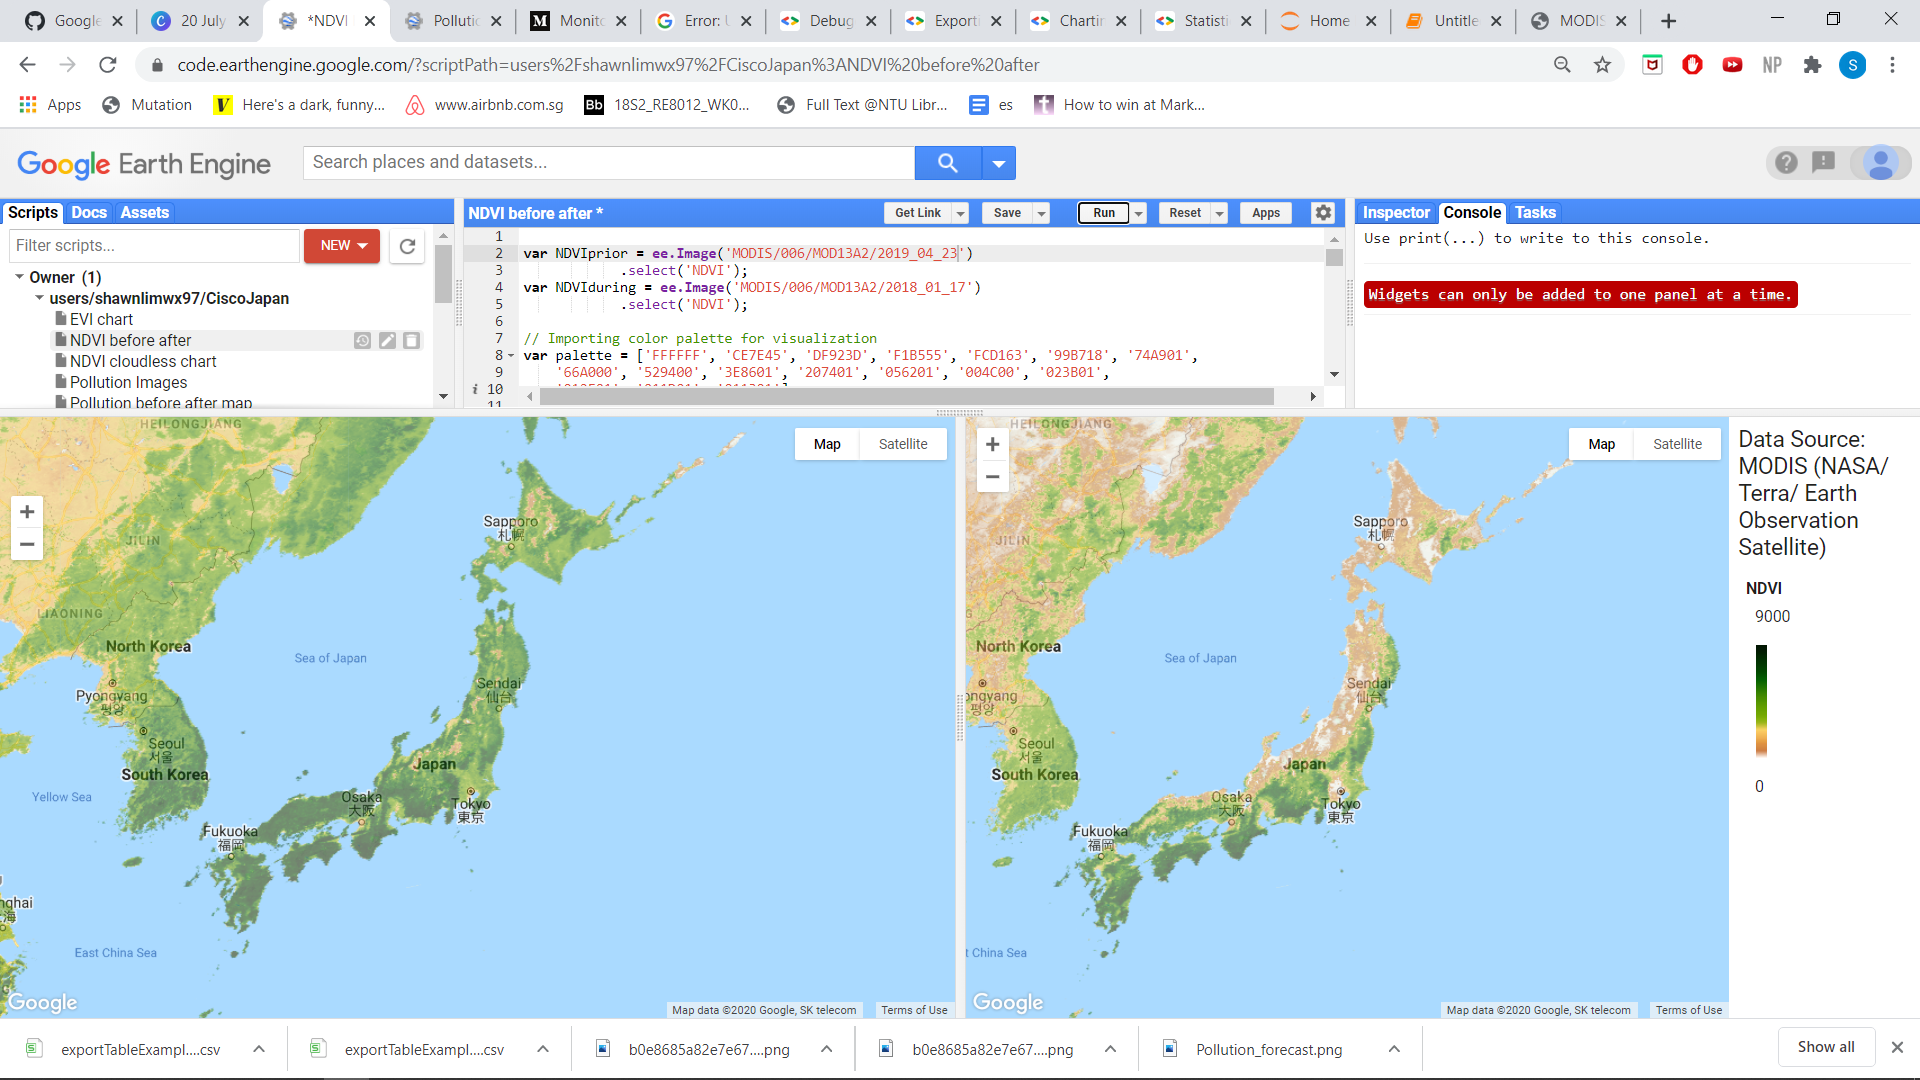 Google
20 July
*NDVI
Pollutio
Monito
Error: U
Debug
Exporti
Chartin
Statisti
Home
Untitle
MODIS
code.earthengine.google.com/?scriptPath=users%2Fshawnlimwx97%2FCiscoJapan%3ANDVI%20before%20after
NP
S
Apps
Mutation
Here's a dark, funny...
www.airbnb.com.sg
Bb
18S2_RE8012_WK0...
Full Text @NTU Libr...
es
How to win at Mark...
Google Earth Engine
Search places and datasets...
Scripts Docs Assets
NDVI before after *
Get Link
Save
Run
Reset
Apps
Inspector Console Tasks
Filter scripts...
NEW
Owner (1)
users/shawnlimwx97/CiscoJapan
EVI chart
NDVI before after
NDVI cloudless chart
Pollution Images
Pollution before after map
1
2 var NDVIprior = ee.Image('MODIS/006/MOD13A2/2019_04_23')
3 .select('NDVI');
4 var NDVIduring = ee.Image('MODIS/006/MOD13A2/2018_01_17')
5 .select('NDVI');
6
7 // Importing color palette for visualization
8 var palette = ['FFFFFF', 'CE7E45', 'DF923D', 'F1B555', 'FCD163', '99B718', '74A901',
9 '66A000', '529400', '3E8601', '207401', '056201', '004C00', '023B01',
i 10
11
Use print(...) to write to this console.
Widgets can only be added to one panel at a time.
HEILONGJIANG
Map Satellite
JILIN
Sapporo
札幌
LIAONING
North Korea
Sea of Japan
Pyongyang
평양
Sendai
仙台
Seoul
서울
South Korea
Japan
Yellow Sea
Osaka
大阪
Tokyo
東京
Fukuoka
福岡
nghai
海
East China Sea
Google
Map data ©2020 Google, SK telecom
Terms of Use
HEILONGJIANG
Map Satellite
JILIN
Sapporo
札幌
North Korea
Sea of Japan
ongyang
평양
Sendai
仙台
Seoul
서울
South Korea
Japan
Osaka
大阪
Tokyo
東京
Fukuoka
福岡
t China Sea
Google
Map data ©2020 Google, SK telecom
Terms of Use
Data Source:
MODIS (NASA/
Terra/ Earth
Observation
Satellite)
NDVI
9000
0
exportTableExampl....csv
exportTableExampl....csv
b0e8685a82e7e67....png
b0e8685a82e7e67....png
Pollution_forecast.png
Show all